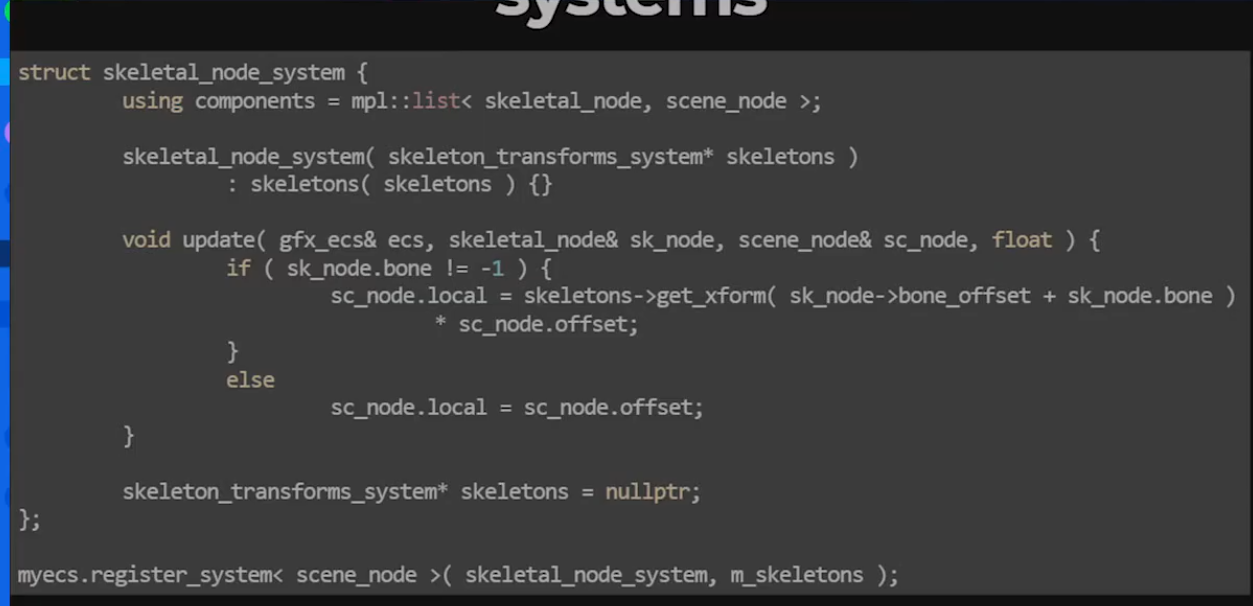 systems
struct skeletal_node_system {
using components = mpl::list< skeletal_node, scene_node >;
skeletal_node_system( skeleton_transforms_system* skeletons )
: skeletons( skeletons ) {}
void update( gfx_ecs& ecs, skeletal_node& sk_node, scene_node& sc_node, float ) {
if ( sk_node.bone != -1 ) {
sc_node.local = skeletons->get_xform( sk_node->bone_offset + sk_node.bone )
* sc_node.offset;
}
else
sc_node.local = sc_node.offset;
}
skeleton_transforms_system* skeletons = nullptr;
};
myecs.register_system< scene_node >( skeletal_node_system, m_skeletons );